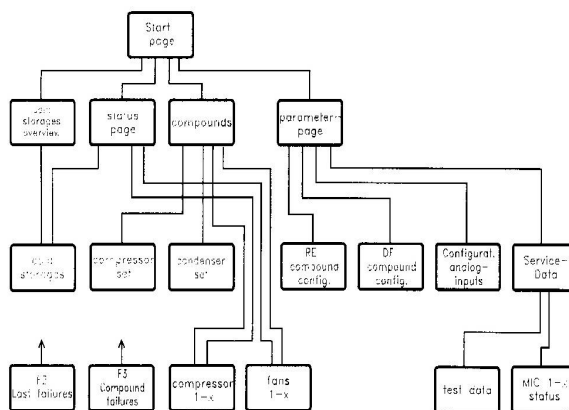 Start
page
storages
overview
status
page
compounds
parameter-
page
storages
compressor
set
condenser
set
RE
compound
config.
DF
compound
config.
Configurat.
analog-
inputs
Service-
Data
F2
Last failures
F3
Compound
failures
compressor
1-x
fans
1-x
test data
MIC 1-x
status